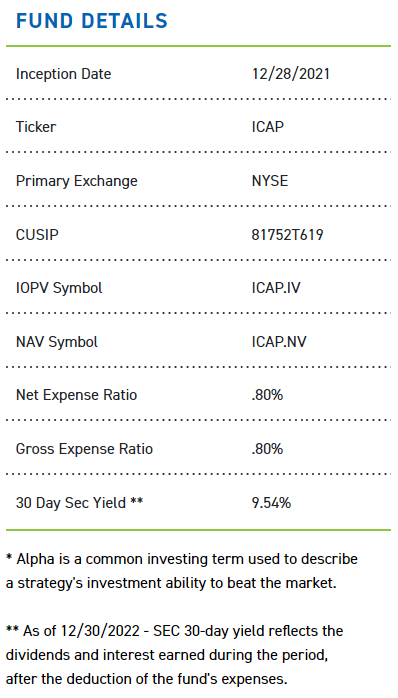 FUND DETAILS
Inception Date 12/28/2021
Ticker ICAP
Primary Exchange NYSE
CUSIP 81752T619
IOPV Symbol ICAP.IV
NAV Symbol ICAP.NV
Net Expense Ratio .80%
Gross Expense Ratio .80%
30 Day Sec Yield ** 9.54%
* Alpha is a common investing term used to describe
a strategy's investment ability to beat the market.
** As of 12/30/2022 - SEC 30-day yield reflects the
dividends and interest earned during the period,
after the deduction of the fund's expenses.